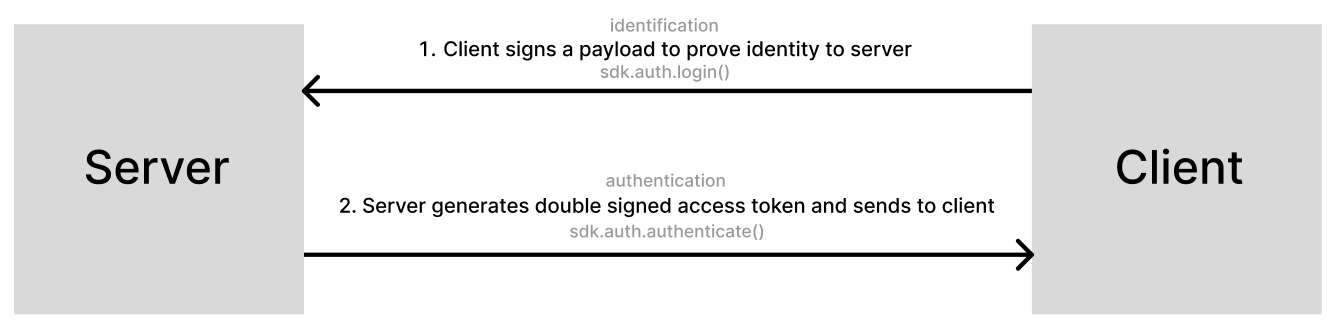 identification
1. Client signs a payload to prove identity to server
sdk.auth.login()
Server
Client
authentication
2. Server generates double signed access token and sends to client
sdk.auth.authenticate()